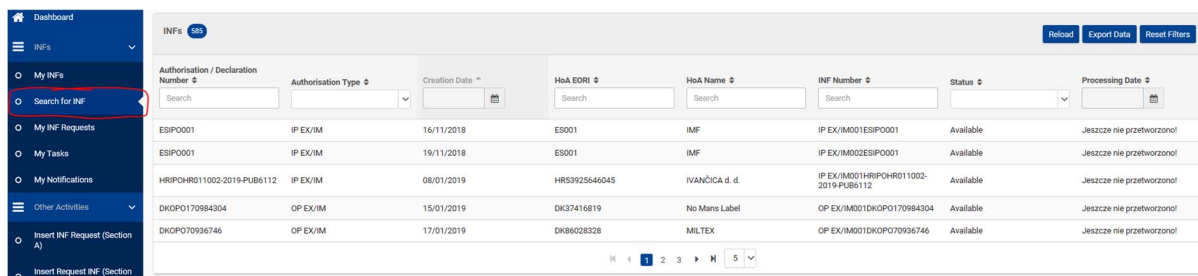 Dashboard
INFs
My INFs
Search for INF
My INF Requests
My Tasks
My Notifications
Other Activities
Insert INF Request (Section
A)
Insert Request INF (Section
INFs 585
Reload Export Data Reset Filters
Authorisation / Declaration
Number Authorisation Type Creation Date HoA EORI HoA Name INF Number Status Processing Date
Search Search Search Search
ESIPO001 IP EX/IM 16/11/2018 ES001 IMF IP EX/IM001ESIPO001 Available Jeszcze nie przetworzono!
ESIPO001 IP EX/IM 19/11/2018 ES001 IMF IP EX/IM002ESIPO001 Available Jeszcze nie przetworzono!
HRIPOHR011002-2019-PUB6112 IP EX/IM 08/01/2019 HR53925646045 IVANČICA d. d. IP EX/IM001HRIPOHR011002-
2019-PUB6112 Available Jeszcze nie przetworzono!
DKOPO170984304 OP EX/IM 15/01/2019 DK37416819 No Mans Label OP EX/IM001DKOPO170984304 Available Jeszcze nie przetworzono!
DKOPO70936746 OP EX/IM 17/01/2019 DK86028328 MILTEX OP EX/IM001DKOPO70936746 Available Jeszcze nie przetworzono!
1 2 3 5